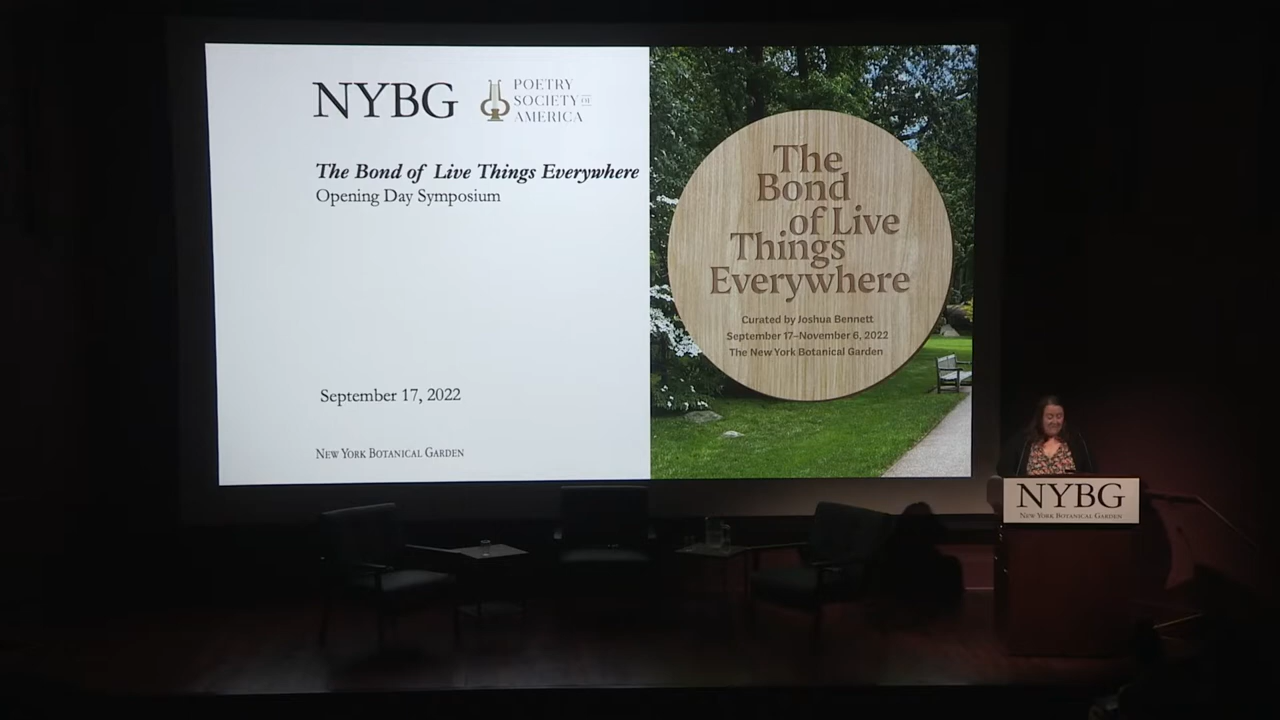 NYBG
POETRY
SOCIETY OF
AMERICA
The Bond of Live Things Everywhere
Opening Day Symposium
September 17, 2022
NEW YORK BOTANICAL GARDEN
The
Bond
of Live
Things
Everywhere
Curated by Joshua Bennett
September 17–November 6, 2022
The New York Botanical Garden
NYBG
NEW YORK BOTANICAL GARDEN